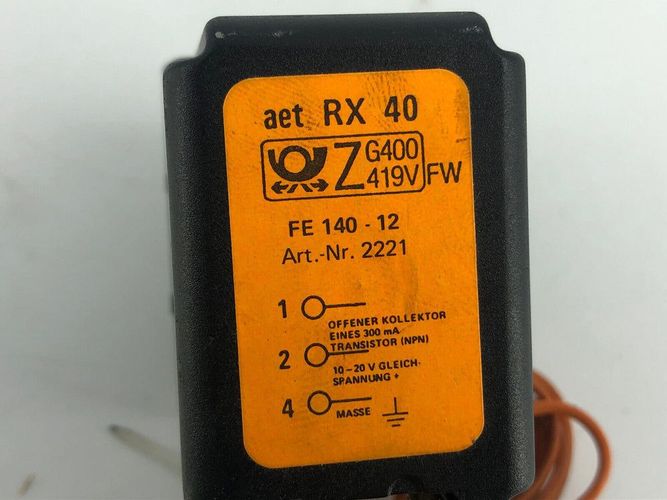 aet RX 40
Z G400
419V FW
FE 140 - 12
Art.-Nr. 2221
1
OFFENER KOLLEKTOR
EINES 300 mA
TRANSISTOR (NPN)
2
10-20 V GLEICH-
SPANNUNG +
4
MASSE